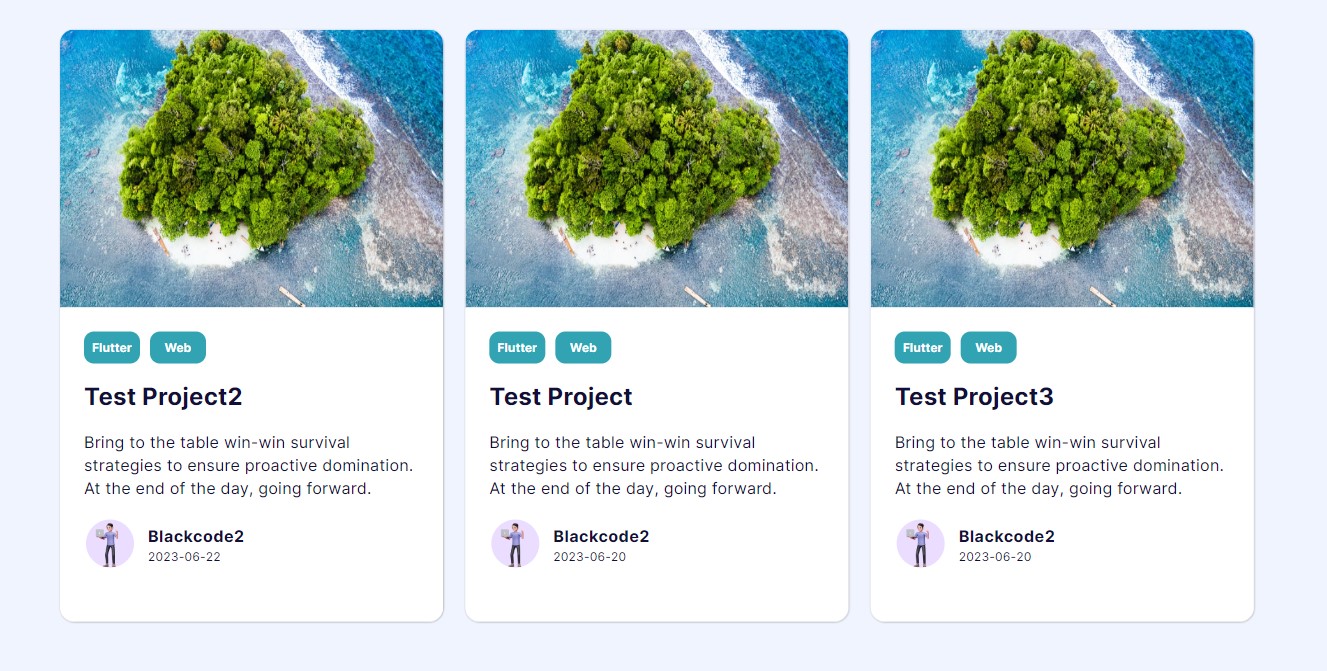 Flutter Web
Test Project2
Bring to the table win-win survival
strategies to ensure proactive domination.
At the end of the day, going forward.
Blackcode2
2023-06-22
Flutter Web
Test Project
Bring to the table win-win survival
strategies to ensure proactive domination.
At the end of the day, going forward.
Blackcode2
2023-06-20
Flutter Web
Test Project3
Bring to the table win-win survival
strategies to ensure proactive domination.
At the end of the day, going forward.
Blackcode2
2023-06-20